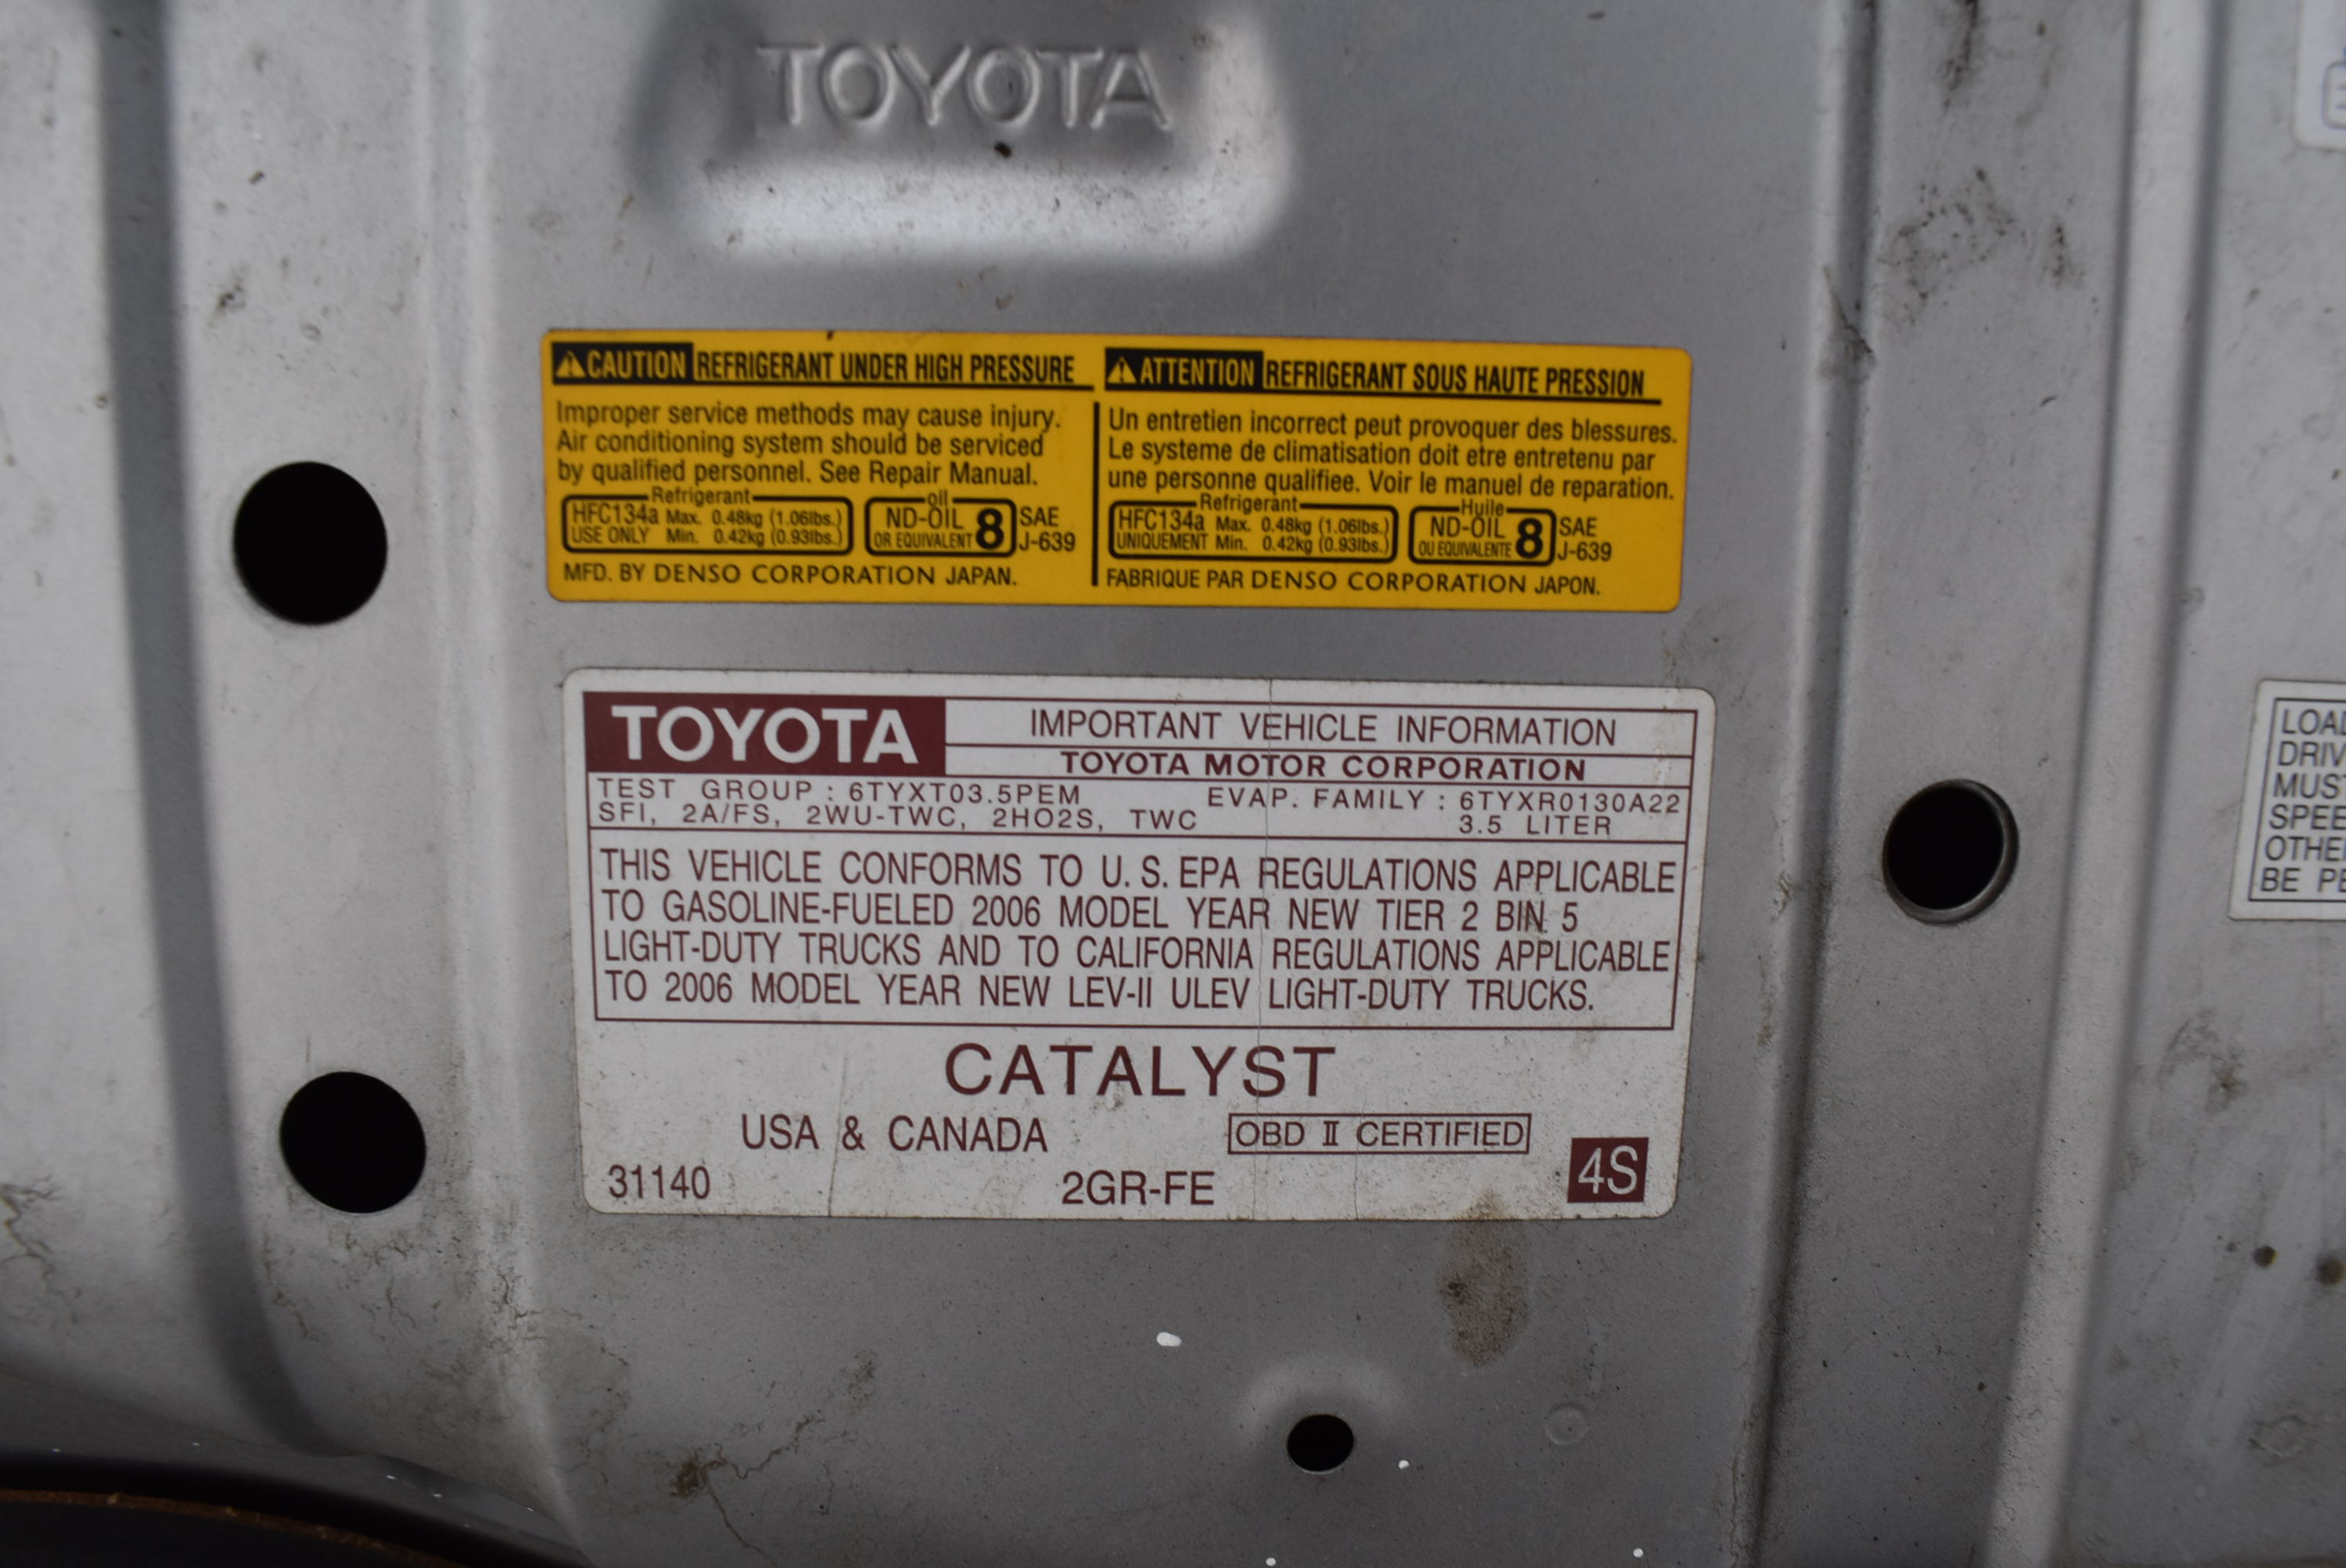 TOYOTA
CAUTION REFRIGERANT UNDER HIGH PRESSURE
Improper service methods may cause injury.
Air conditioning system should be serviced
by qualified personnel. See Repair Manual.
Refrigerant
HFC134a Max. 0.48kg (1.06lbs.)
USE ONLY Min. 0.42kg (0.93lbs.)
oil
ND-OIL 8
OR EQUIVALENT
SAE
J-639
MFD. BY DENSO CORPORATION JAPAN.
ATTENTION REFRIGERANT SOUS HAUTE PRESSION
Un entretien incorrect peut provoquer des blessures.
Le systeme de climatisation doit etre entretenu par
une personne qualifiee. Voir le manuel de reparation.
Refrigerant
HFC134a Max. 0.48kg (1.06lbs.)
UNIQUEMENT Min. 0.42kg (0.93lbs.)
Huile
ND-OIL 8
OU EQUIVALENTE
SAE
J-639
FABRIQUE PAR DENSO CORPORATION JAPON.
TOYOTA
IMPORTANT VEHICLE INFORMATION
TOYOTA MOTOR CORPORATION
TEST GROUP : 6TYXT03.5PEM EVAP. FAMILY : 6TYXR0130A22
SFI, 2A/FS, 2WU-TWC, 2HO2S, TWC 3.5 LITER
THIS VEHICLE CONFORMS TO U.S. EPA REGULATIONS APPLICABLE
TO GASOLINE-FUELED 2006 MODEL YEAR NEW TIER 2 BIN 5
LIGHT-DUTY TRUCKS AND TO CALIFORNIA REGULATIONS APPLICABLE
TO 2006 MODEL YEAR NEW LEV-II ULEV LIGHT-DUTY TRUCKS.
CATALYST
USA & CANADA OBD II CERTIFIED
31140 2GR-FE 4S
MUST
BE